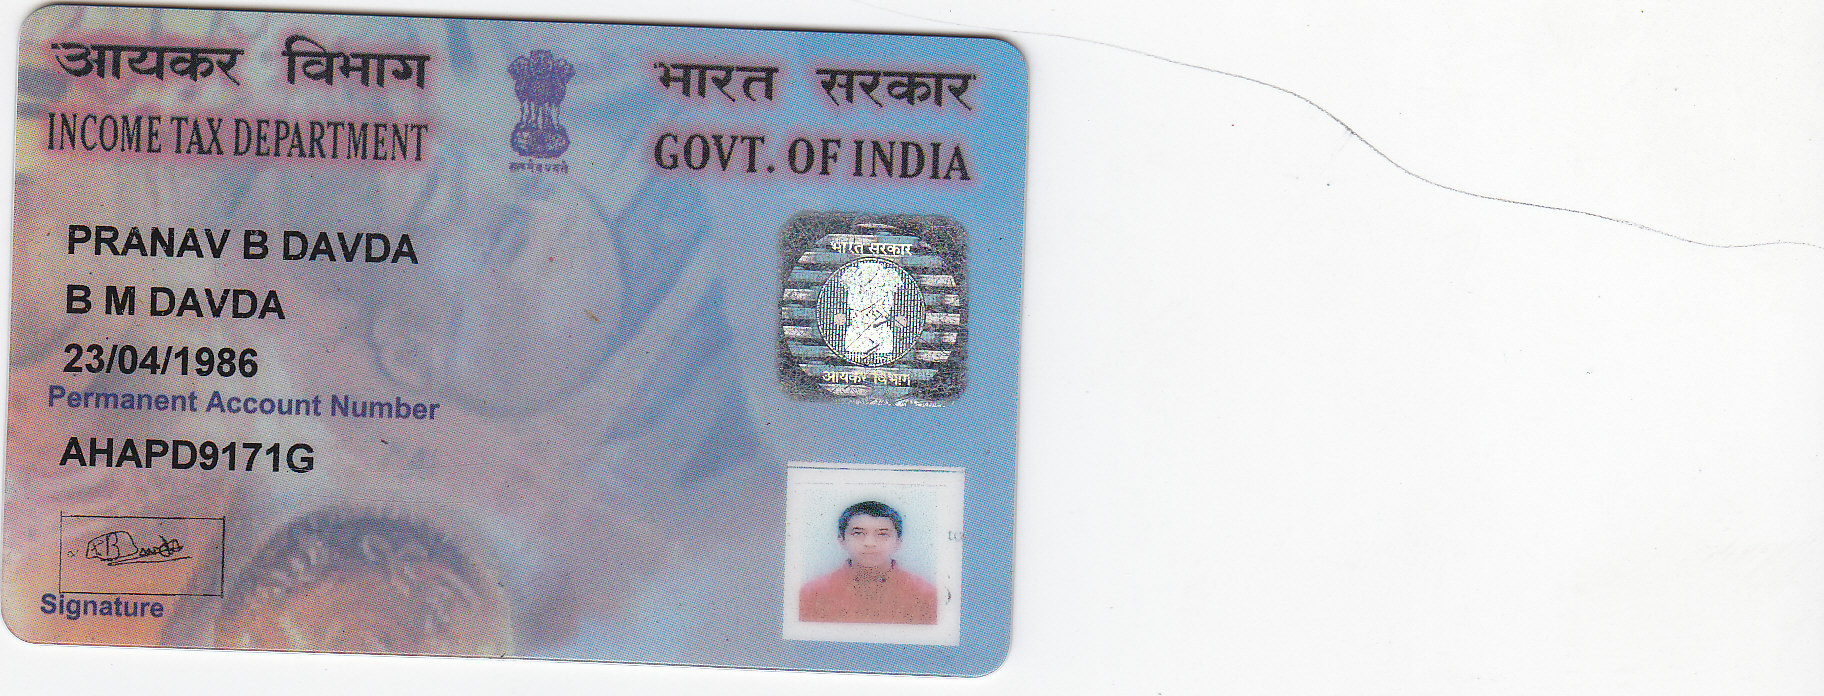 आयकर विभाग
INCOME TAX DEPARTMENT
भारत सरकार
GOVT. OF INDIA
सत्यमेव जयते
PRANAV B DAVDA
B M DAVDA
23/04/1986
Permanent Account Number
AHAPD9171G
Signature
भारत सरकार
आयकर विभाग